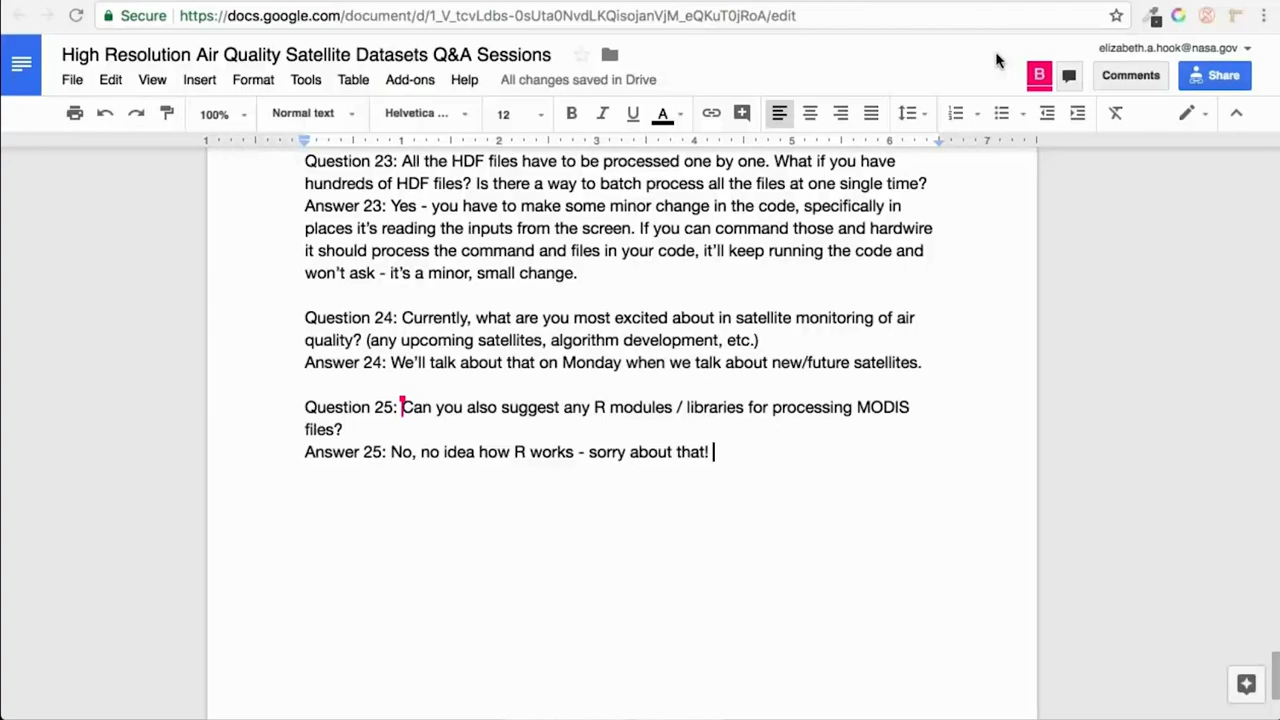 Secure https://docs.google.com/document/d/1_V_tcvLdbs-0sUta0NvdLKQisojanVjM_eQKuT0jRoA/edit
High Resolution Air Quality Satellite Datasets Q&A Sessions
elizabeth.a.hook@nasa.gov
File Edit View Insert Format Tools Table Add-ons Help All changes saved in Drive
B Comments Share
100% Normal text Helvetica ... 12 B I U A
1 1 2 3 4 5 6 7
Question 23: All the HDF files have to be processed one by one. What if you have
hundreds of HDF files? Is there a way to batch process all the files at one single time?
Answer 23: Yes - you have to make some minor change in the code, specifically in
places it's reading the inputs from the screen. If you can command those and hardwire
it should process the command and files in your code, it'll keep running the code and
won't ask - it's a minor, small change.
Question 24: Currently, what are you most excited about in satellite monitoring of air
quality? (any upcoming satellites, algorithm development, etc.)
Answer 24: We'll talk about that on Monday when we talk about new/future satellites.
Question 25: Can you also suggest any R modules / libraries for processing MODIS
files?
Answer 25: No, no idea how R works - sorry about that!